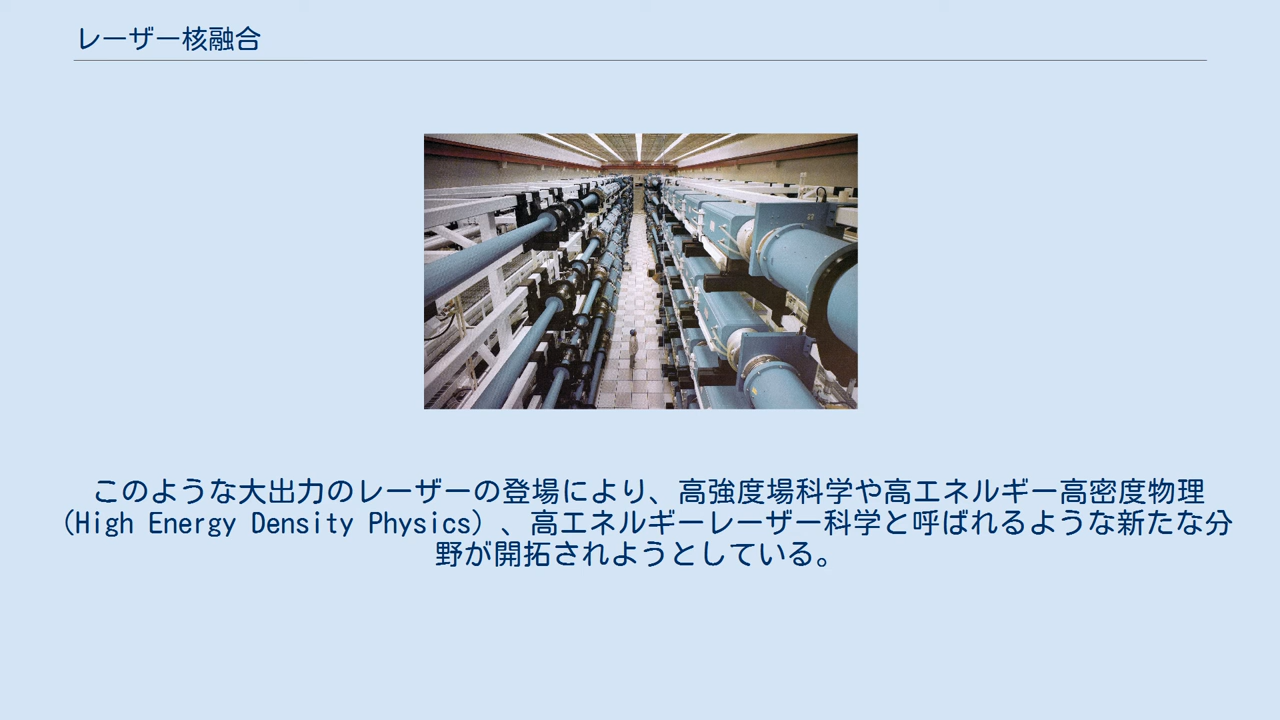 レーザー核融合
このような大出力のレーザーの登場により、高強度場科学や高エネルギー高密度物理
(High Energy Density Physics) 、高エネルギーレーザー科学と呼ばれるような新たな分
野が開拓されようとしている。